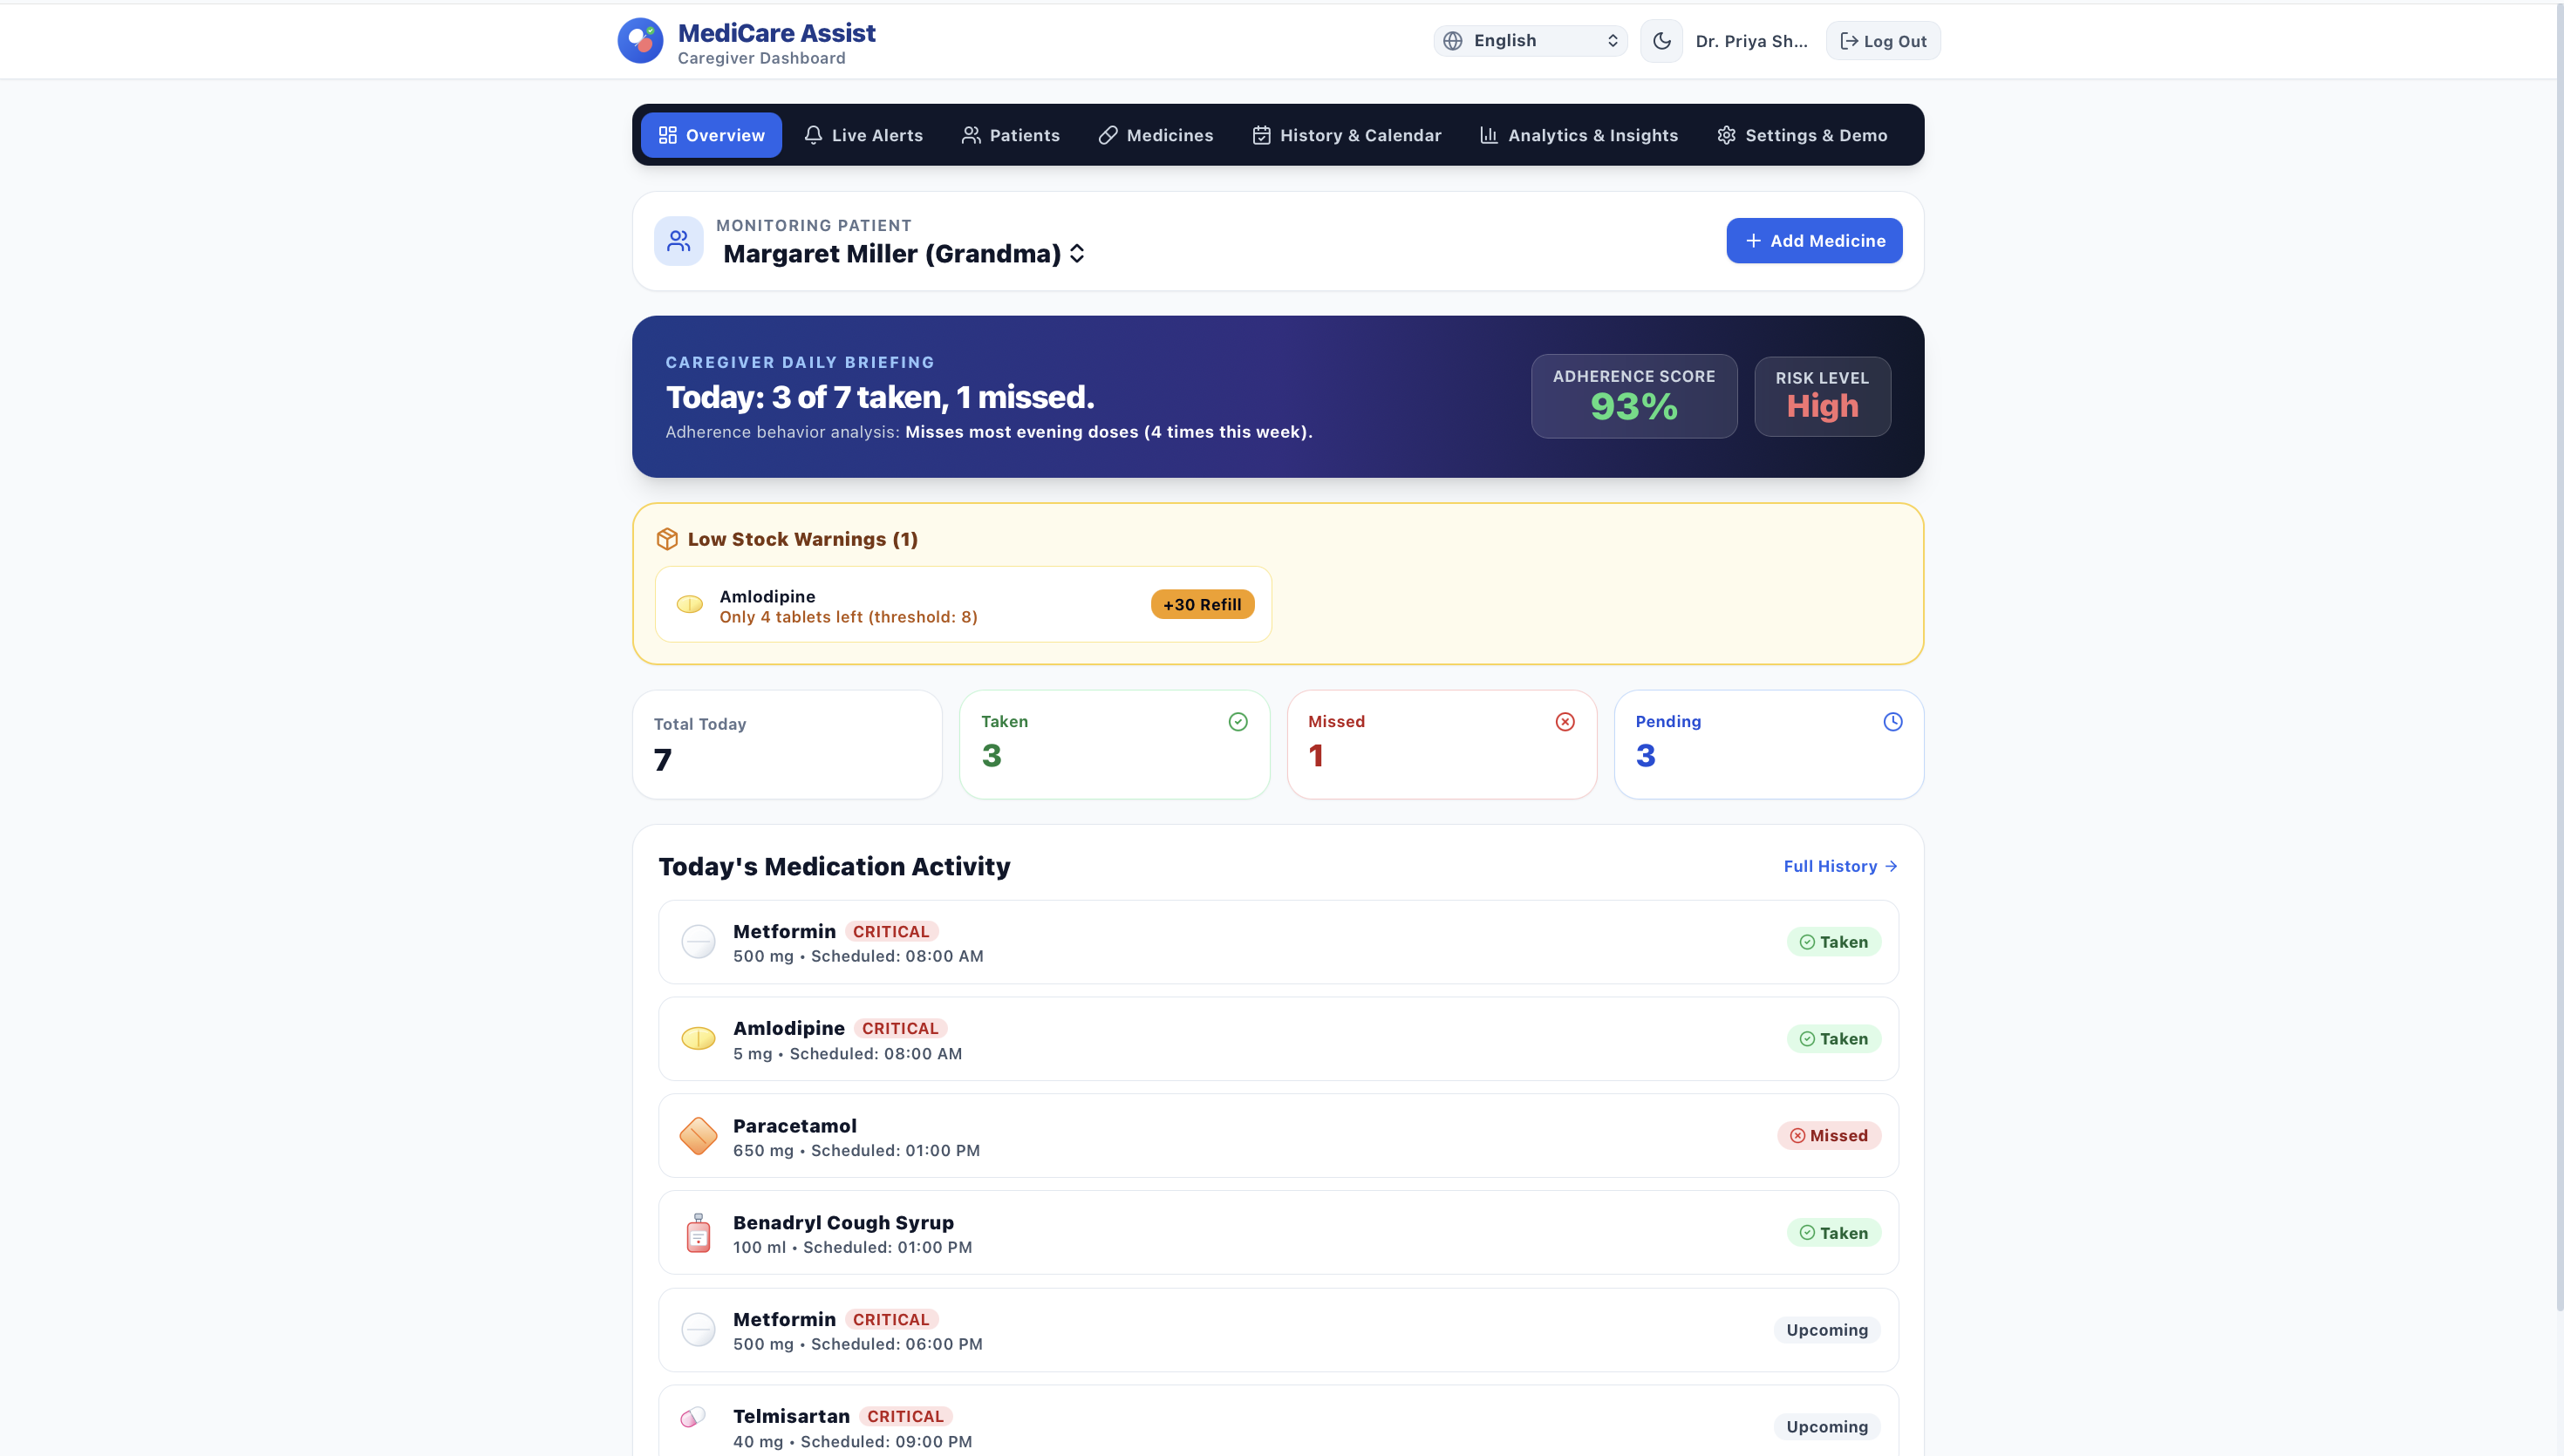 MediCare Assist
Caregiver Dashboard
English
Dr. Priya Sh...
Log Out
Overview
Live Alerts
Patients
Medicines
History & Calendar
Analytics & Insights
Settings & Demo
MONITORING PATIENT
Margaret Miller (Grandma)
+ Add Medicine
CAREGIVER DAILY BRIEFING
Today: 3 of 7 taken, 1 missed.
Adherence behavior analysis: Misses most evening doses (4 times this week).
ADHERENCE SCORE
93%
RISK LEVEL
High
Low Stock Warnings (1)
Amlodipine
Only 4 tablets left (threshold: 8)
+30 Refill
Total Today
7
Taken
3
Missed
1
Pending
3
Today's Medication Activity
Full History →
Metformin CRITICAL
500 mg • Scheduled: 08:00 AM
Taken
Amlodipine CRITICAL
5 mg • Scheduled: 08:00 AM
Taken
Paracetamol
650 mg • Scheduled: 01:00 PM
Missed
Benadryl Cough Syrup
100 ml • Scheduled: 01:00 PM
Taken
Metformin CRITICAL
500 mg • Scheduled: 06:00 PM
Upcoming
Telmisartan CRITICAL
40 mg • Scheduled: 09:00 PM
Upcoming